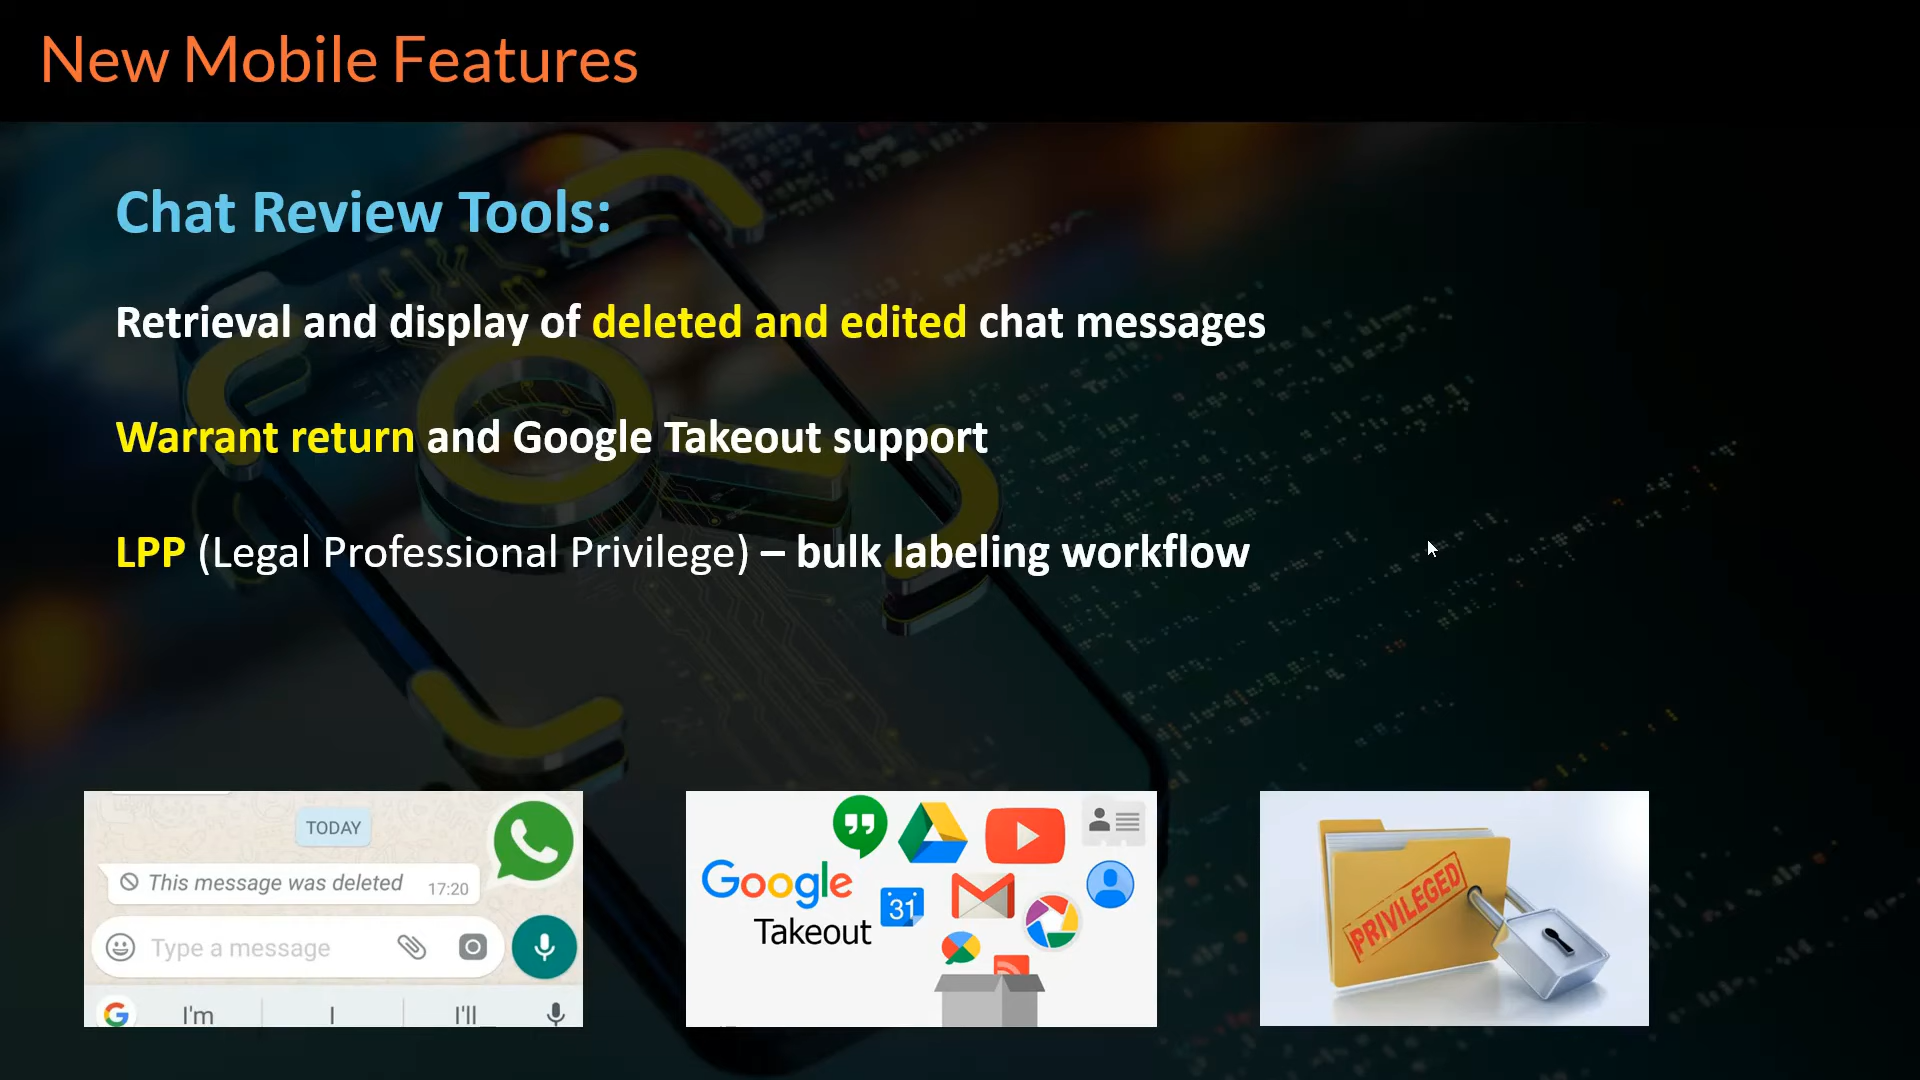 New Mobile Features
Chat Review Tools:
Retrieval and display of deleted and edited chat messages
Warrant return and Google Takeout support
LPP (Legal Professional Privilege) – bulk labeling workflow
TODAY
This message was deleted 17:20
Type a message
I'm I I'll
Google
Takeout
31
PRIVILEGED